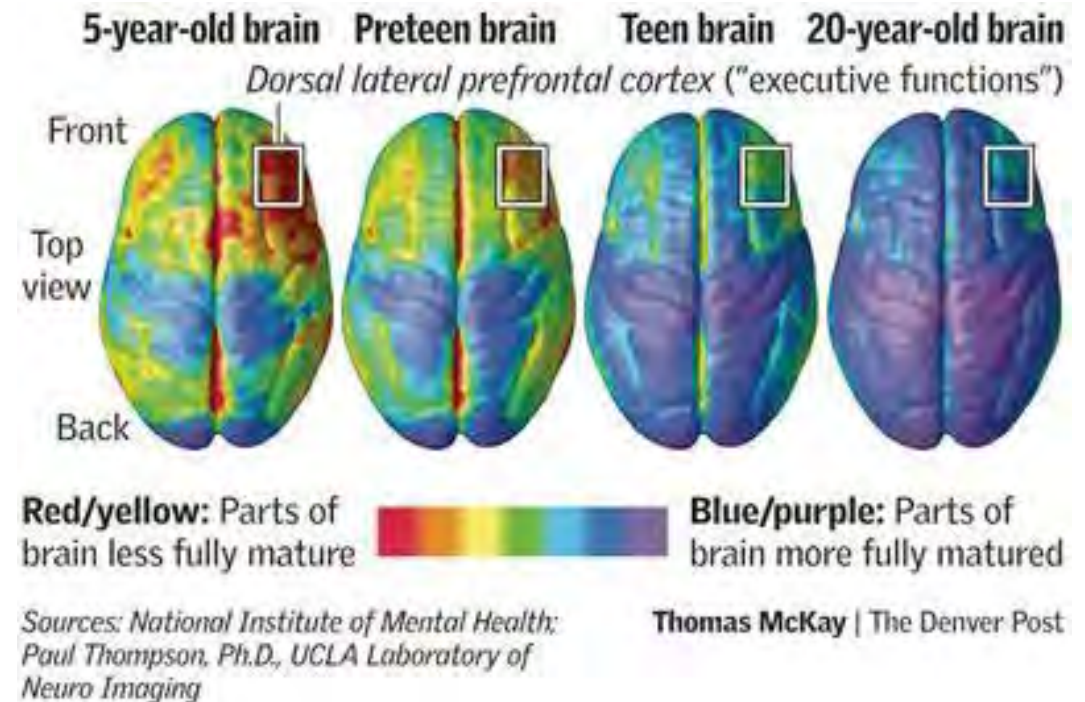 5-year-old brain Preteen brain Teen brain 20-year-old brain
Dorsal lateral prefrontal cortex ("executive functions")
Front
Top
view
Back
Red/yellow: Parts of
brain less fully mature
Blue/purple: Parts of
brain more fully matured
Sources: National Institute of Mental Health;
Paul Thompson, Ph.D., UCLA Laboratory of
Neuro Imaging
Thomas McKay | The Denver Post